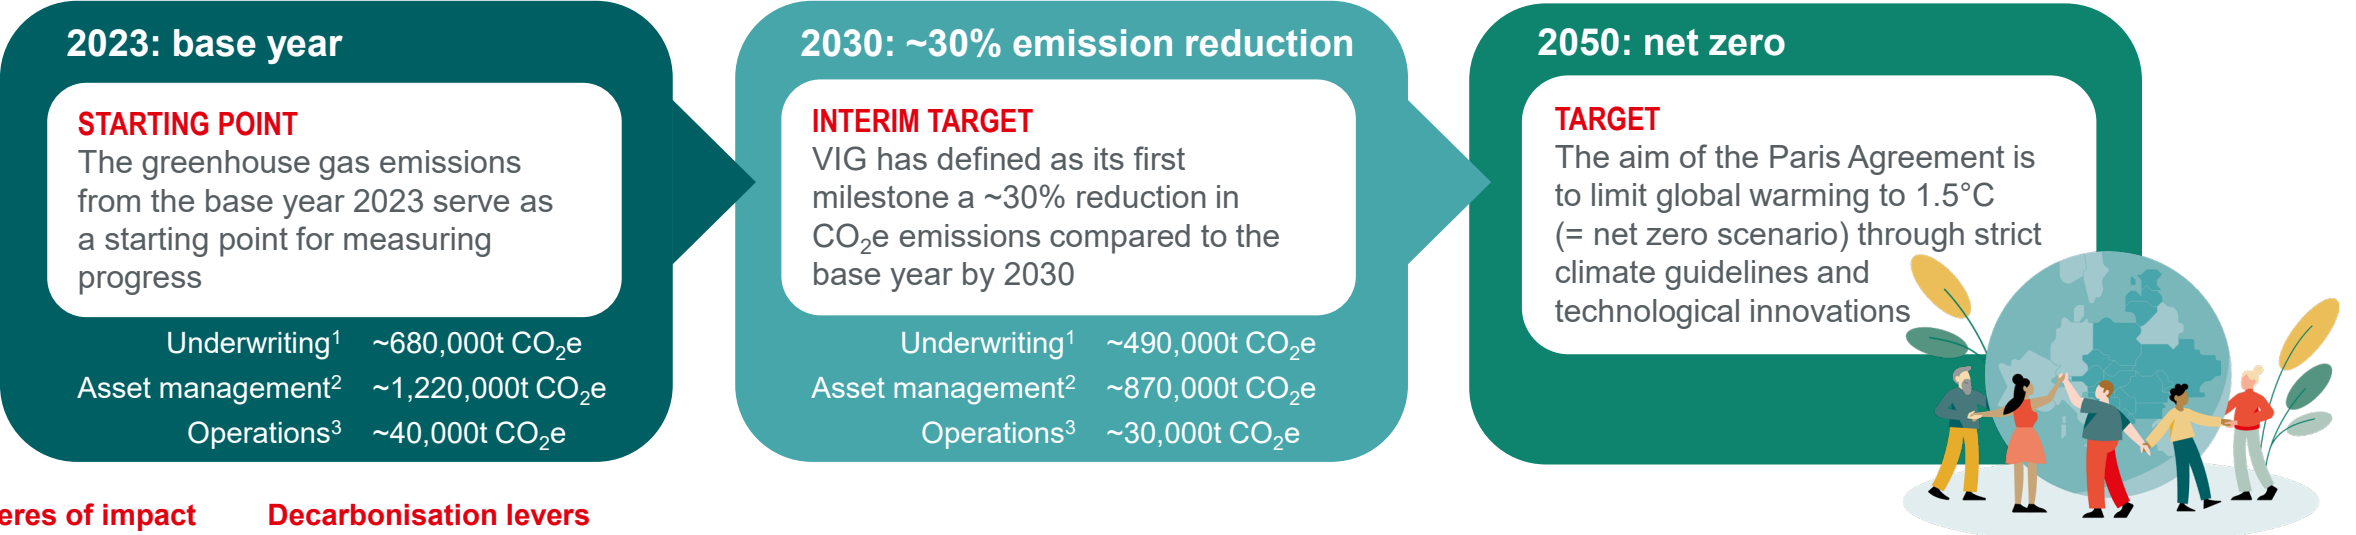 2023: base year
STARTING POINT
The greenhouse gas emissions
from the base year 2023 serve as
a starting point for measuring
progress
Underwriting¹ ~680,000t CO₂e
Asset management² ~1,220,000t CO₂e
Operations³ ~40,000t CO₂e
2030: ~30% emission reduction
INTERIM TARGET
VIG has defined as its first
milestone a ~30% reduction in
CO₂e emissions compared to the
base year by 2030
Underwriting¹ ~490,000t CO₂e
Asset management² ~870,000t CO₂e
Operations³ ~30,000t CO₂e
2050: net zero
TARGET
The aim of the Paris Agreement is
to limit global warming to 1.5°C
(= net zero scenario) through strict
climate guidelines and
technological innovations
eres of impact
Decarbonisation levers